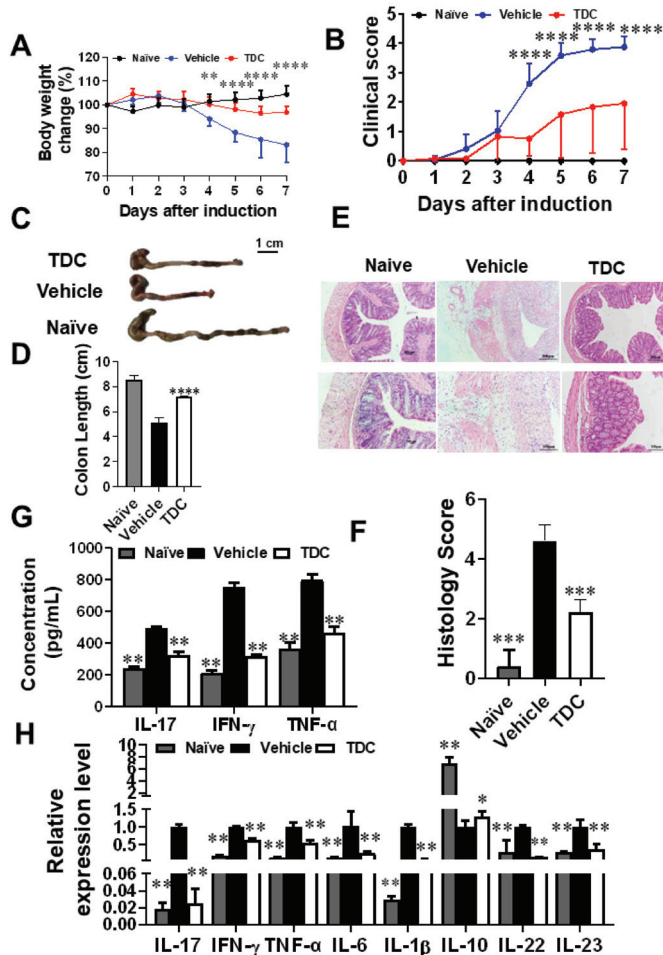 A
Naïve Vehicle TDC
Body weight change (%)
120
110
100
90
80
70
** **** **** ****
0 1 2 3 4 5 6 7
Days after induction
B
Clinical score
5
4
3
2
1
0
**** **** **** ****
0 1 2 3 4 5 6 7
Days after induction
C
1 cm
TDC
Vehicle
Naïve
D
Colon Length (cm)
10
8
6
4
2
0
****
Naïve
Vehicle
TDC
E
Naive Vehicle TDC
F
Histology Score
6
4
2
0
*** ***
Naïve
Vehicle
TDC
G
Naïve Vehicle TDC
Concentration (pg/mL)
1000
800
600
400
200
0
** ** ** ** ** **
IL-17 IFN-γ TNF-α
H
Naïve Vehicle TDC
Relative expression level
10
8
6
4
2
1.0
0.5
0.06
0.04
0.02
0.00
** ** ** ** ** ** ** ** ** ** ** * ** ** ** **
IL-17 IFN-γ TNF-α IL-6 IL-1β IL-10 IL-22 IL-23